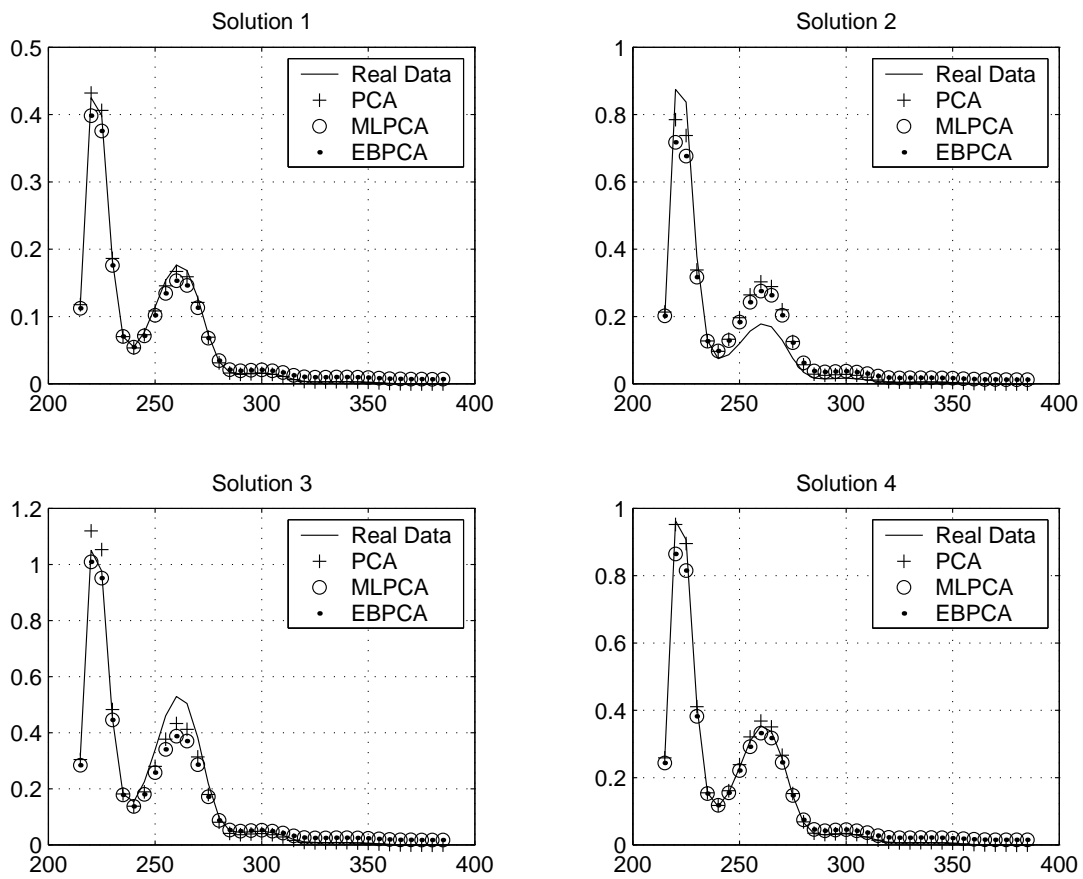 Solution 1
0.5
0.4
0.3
0.2
0.1
0
200 250 300 350 400
Real Data
PCA
MLPCA
EBPCA
Solution 2
1
0.8
0.6
0.4
0.2
0
200 250 300 350 400
Real Data
PCA
MLPCA
EBPCA
Solution 3
1.2
1
0.8
0.6
0.4
0.2
0
200 250 300 350 400
Real Data
PCA
MLPCA
EBPCA
Solution 4
1
0.8
0.6
0.4
0.2
0
200 250 300 350 400
Real Data
PCA
MLPCA
EBPCA